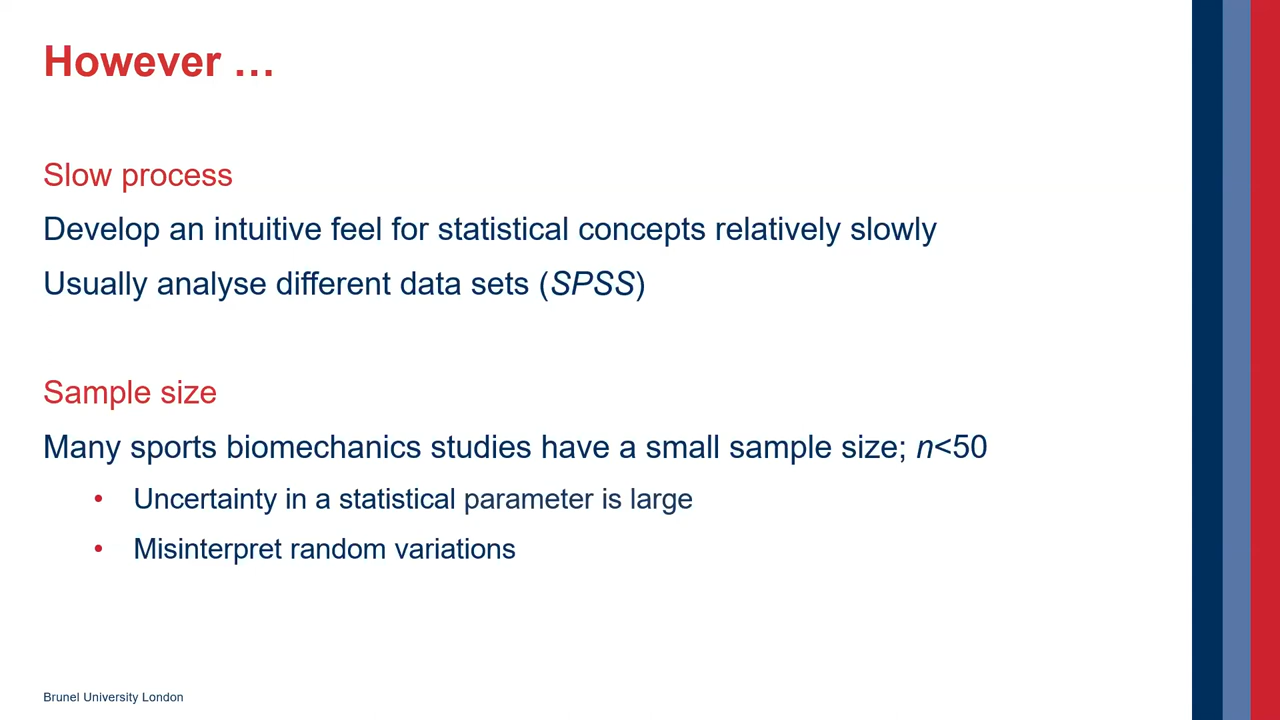 However …
Slow process
Develop an intuitive feel for statistical concepts relatively slowly
Usually analyse different data sets (SPSS)
Sample size
Many sports biomechanics studies have a small sample size; n<50
• Uncertainty in a statistical parameter is large
• Misinterpret random variations
Brunel University London